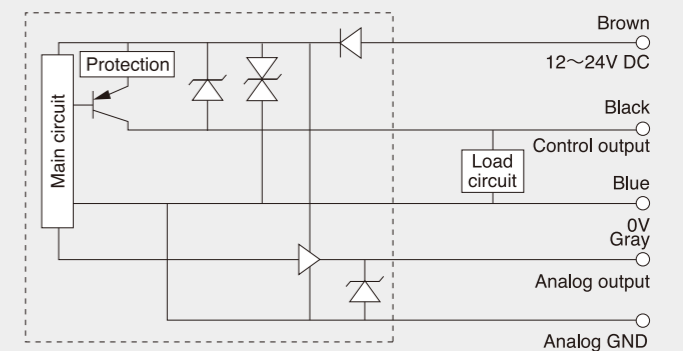 Brown
12～24V DC
Protection
Main circuit
Black
Control output
Load
circuit
Blue
0V
Gray
Analog output
Analog GND